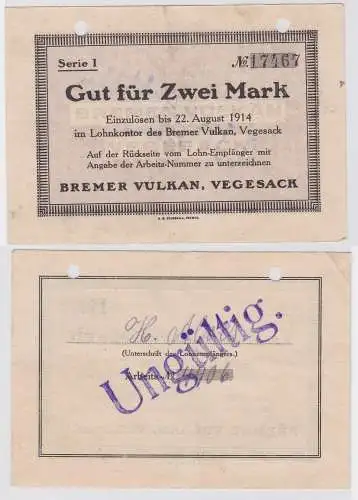 Serie I
№ 17467
Gut für Zwei Mark
Einzulösen bis 22. August 1914
im Lohnkontor des Bremer Vulkan, Vegesack
Auf der Rückseite vom Lohn-Empfänger mit
Angabe der Arbeits-Nummer zu unterzeichnen
BREMER VULKAN, VEGESACK
H.
(Unterschrift des Lohnempfängers.)
Arbeits-
Ungültig.